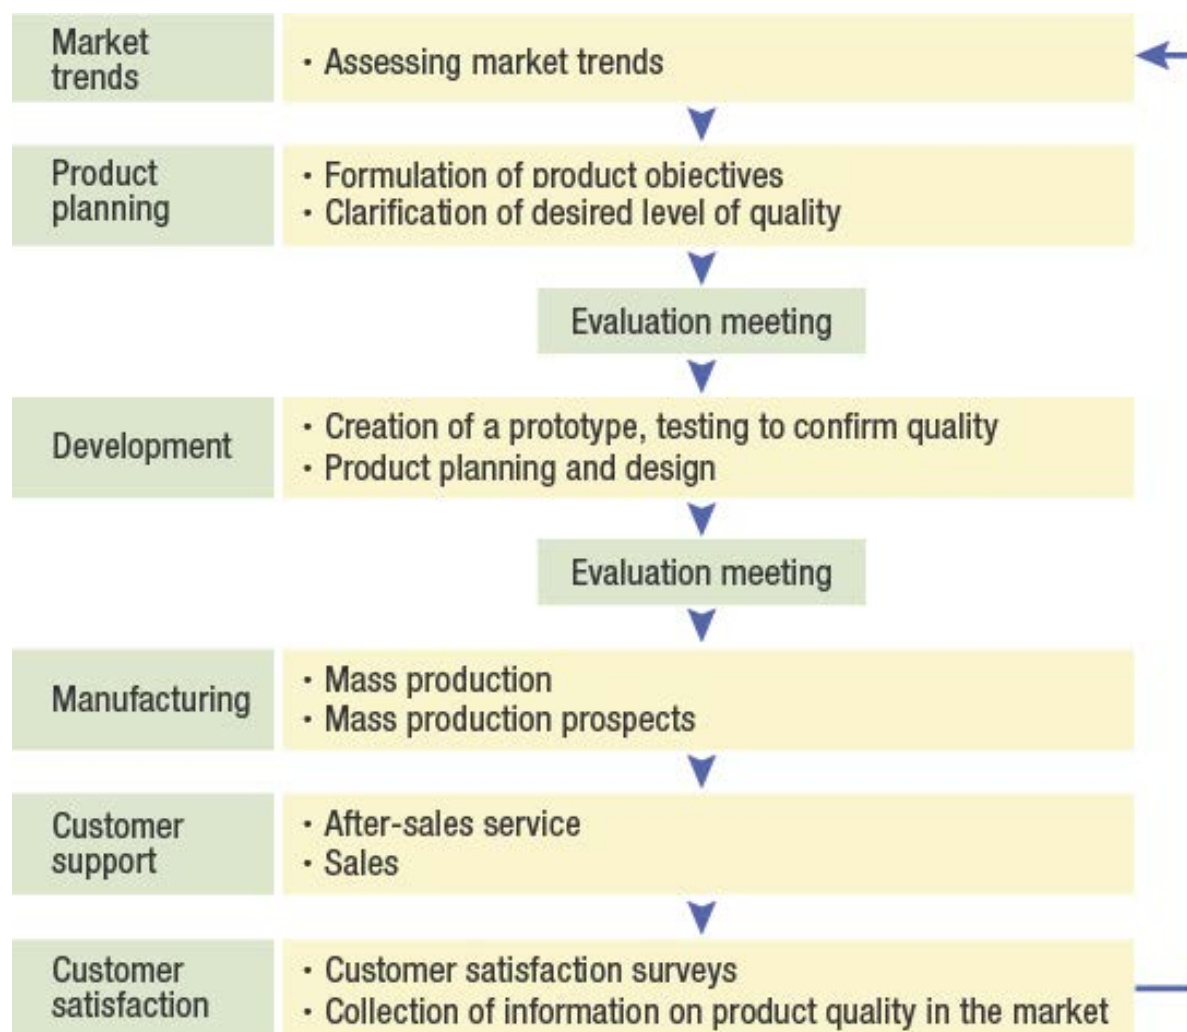 Market
trends
· Assessing market trends
Product
planning
· Formulation of product objectives
· Clarification of desired level of quality
Evaluation meeting
Development
· Creation of a prototype, testing to confirm quality
· Product planning and design
Evaluation meeting
Manufacturing
· Mass production
· Mass production prospects
Customer
support
· After-sales service
· Sales
Customer
satisfaction
· Customer satisfaction surveys
· Collection of information on product quality in the market